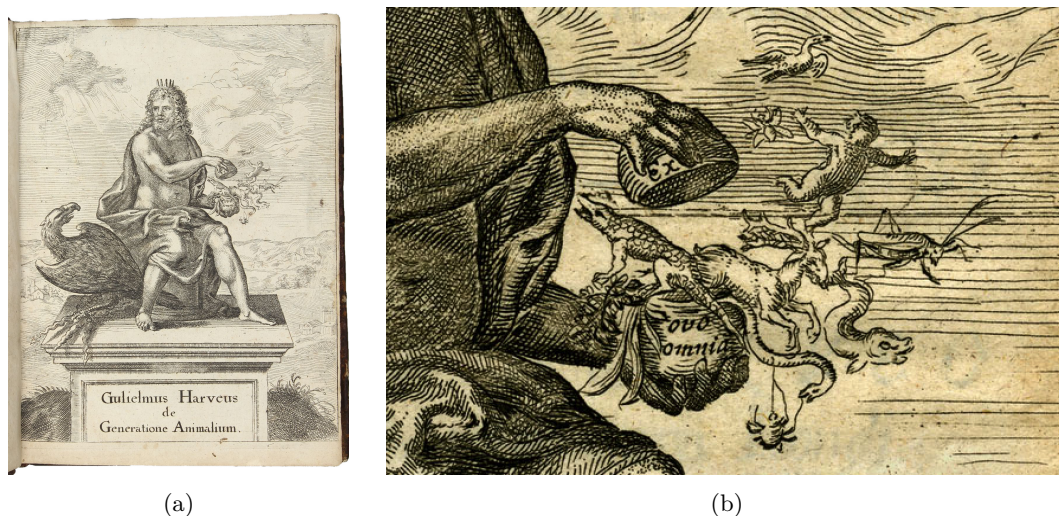 Gulielmus Harveus
de
Generatione Animalium.
ex
ovo
omnia
(a)
(b)